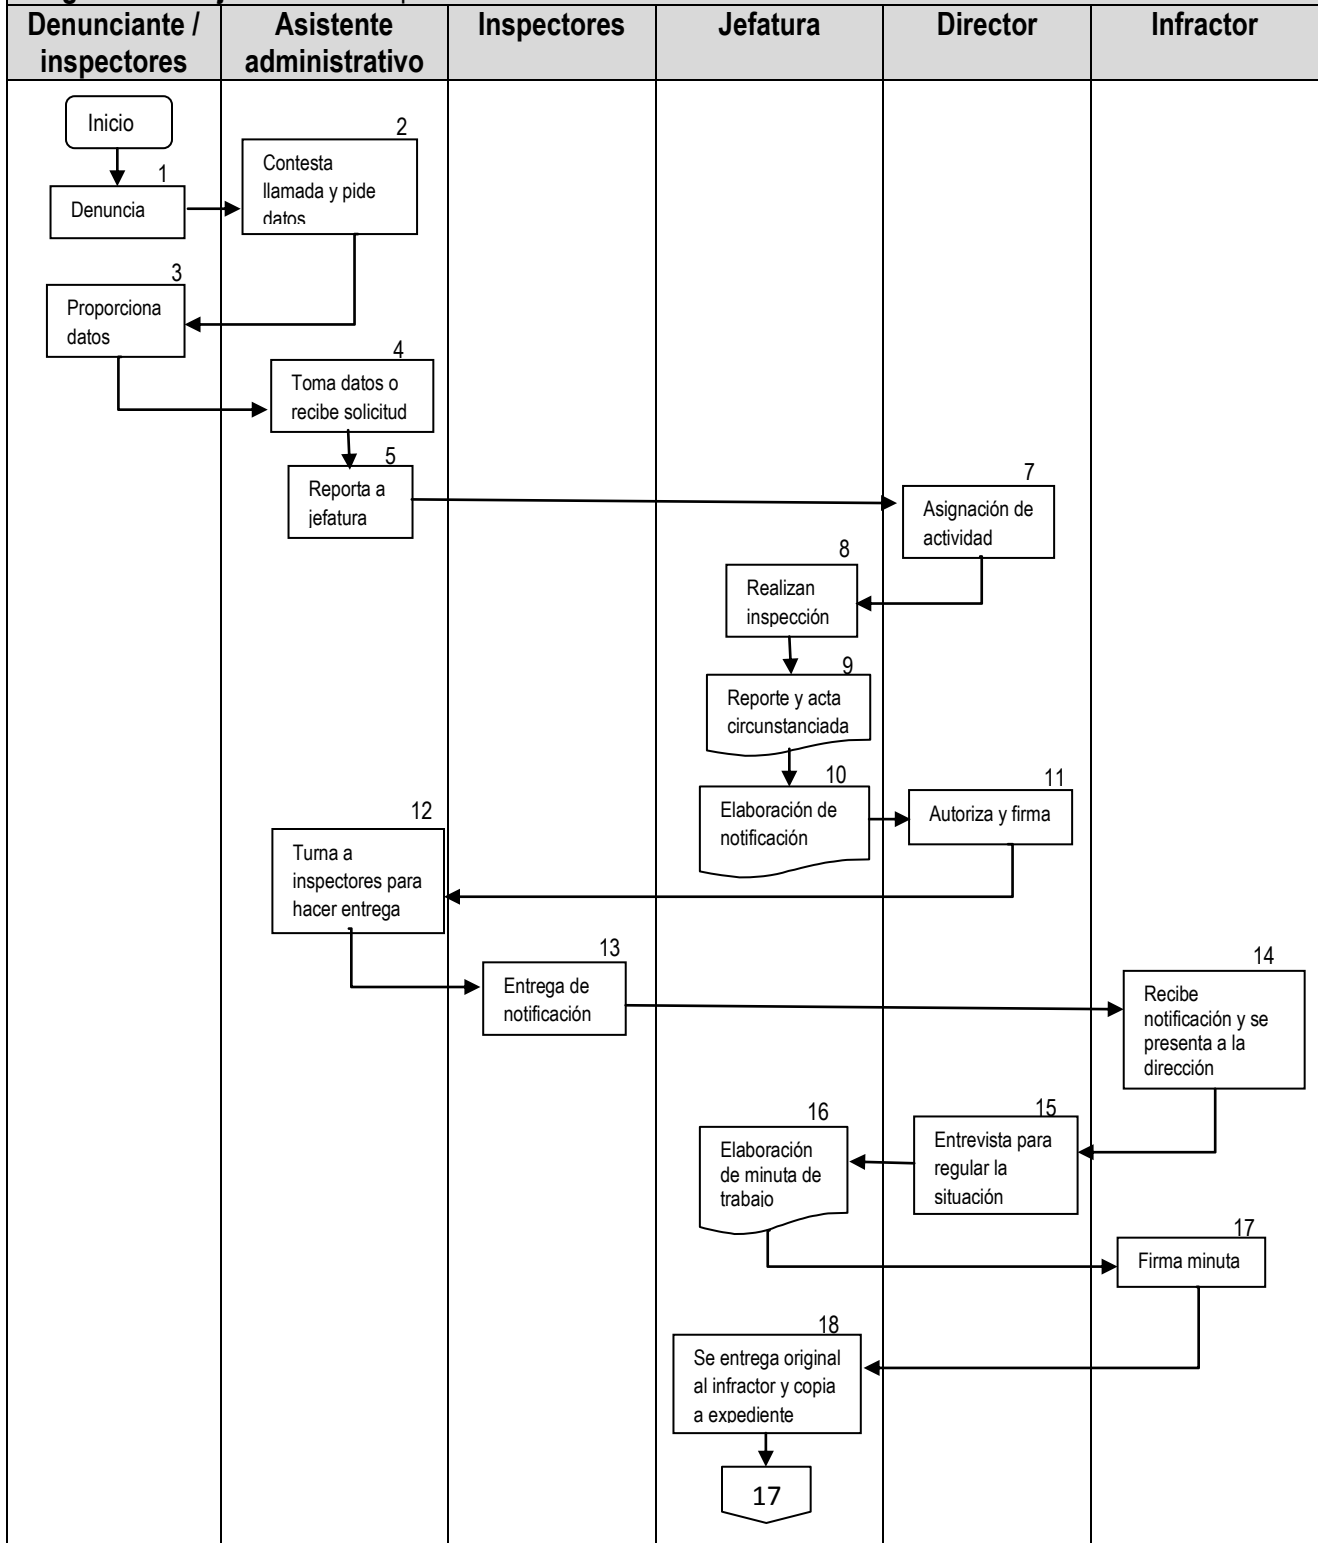 Denunciante /
inspectores
Asistente
administrativo
Inspectores
Jefatura
Director
Infractor
Inicio
1
Denuncia
2
Contesta
llamada y pide
datos
3
Proporciona
datos
4
Toma datos o
recibe solicitud
5
Reporta a
jefatura
7
Asignación de
actividad
8
Realizan
inspección
9
Reporte y acta
circunstanciada
10
Elaboración de
notificación
11
Autoriza y firma
12
Turna a
inspectores para
hacer entrega
13
Entrega de
notificación
14
Recibe
notificación y se
presenta a la
dirección
15
Entrevista para
regular la
situación
16
Elaboración
de minuta de
trabajo
17
Firma minuta
18
Se entrega original
al infractor y copia
a expediente
17